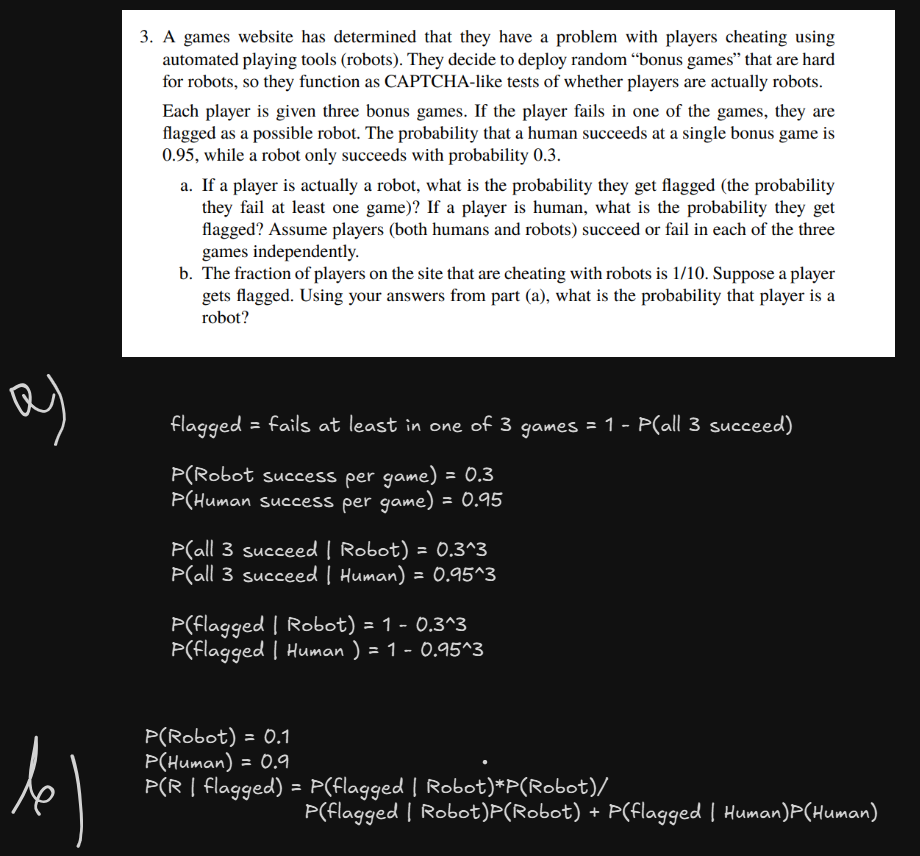 3. A games website has determined that they have a problem with players cheating using
automated playing tools (robots). They decide to deploy random “bonus games” that are hard
for robots, so they function as CAPTCHA-like tests of whether players are actually robots.
Each player is given three bonus games. If the player fails in one of the games, they are
flagged as a possible robot. The probability that a human succeeds at a single bonus game is
0.95, while a robot only succeeds with probability 0.3.
a. If a player is actually a robot, what is the probability they get flagged (the probability
they fail at least one game)? If a player is human, what is the probability they get
flagged? Assume players (both humans and robots) succeed or fail in each of the three
games independently.
b. The fraction of players on the site that are cheating with robots is 1/10. Suppose a player
gets flagged. Using your answers from part (a), what is the probability that player is a
robot?
a)
flagged = fails at least in one of 3 games = 1 - P(all 3 succeed)
P(Robot success per game) = 0.3
P(Human success per game) = 0.95
P(all 3 succeed | Robot) = 0.3^3
P(all 3 succeed | Human) = 0.95^3
P(flagged | Robot) = 1 - 0.3^3
P(flagged | Human ) = 1 - 0.95^3
b)
P(Robot) = 0.1
P(Human) = 0.9
P(R | flagged) = P(flagged | Robot)*P(Robot)/
P(flagged | Robot)P(Robot) + P(flagged | Human)P(Human)